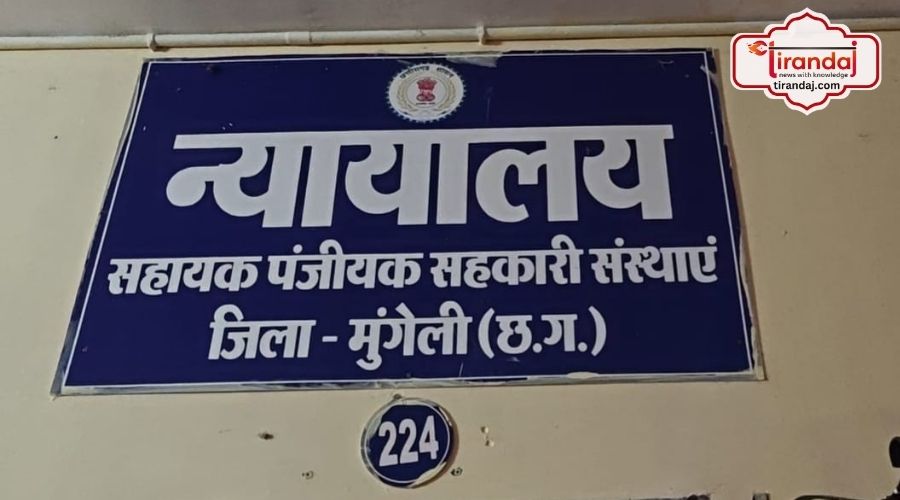 Tirandaj
news with knowledge
tirandaj.com
न्यायालय
सहायक पंजीयक सहकारी संस्थाएं
जिला - मुंगेली (छ.ग.)
224